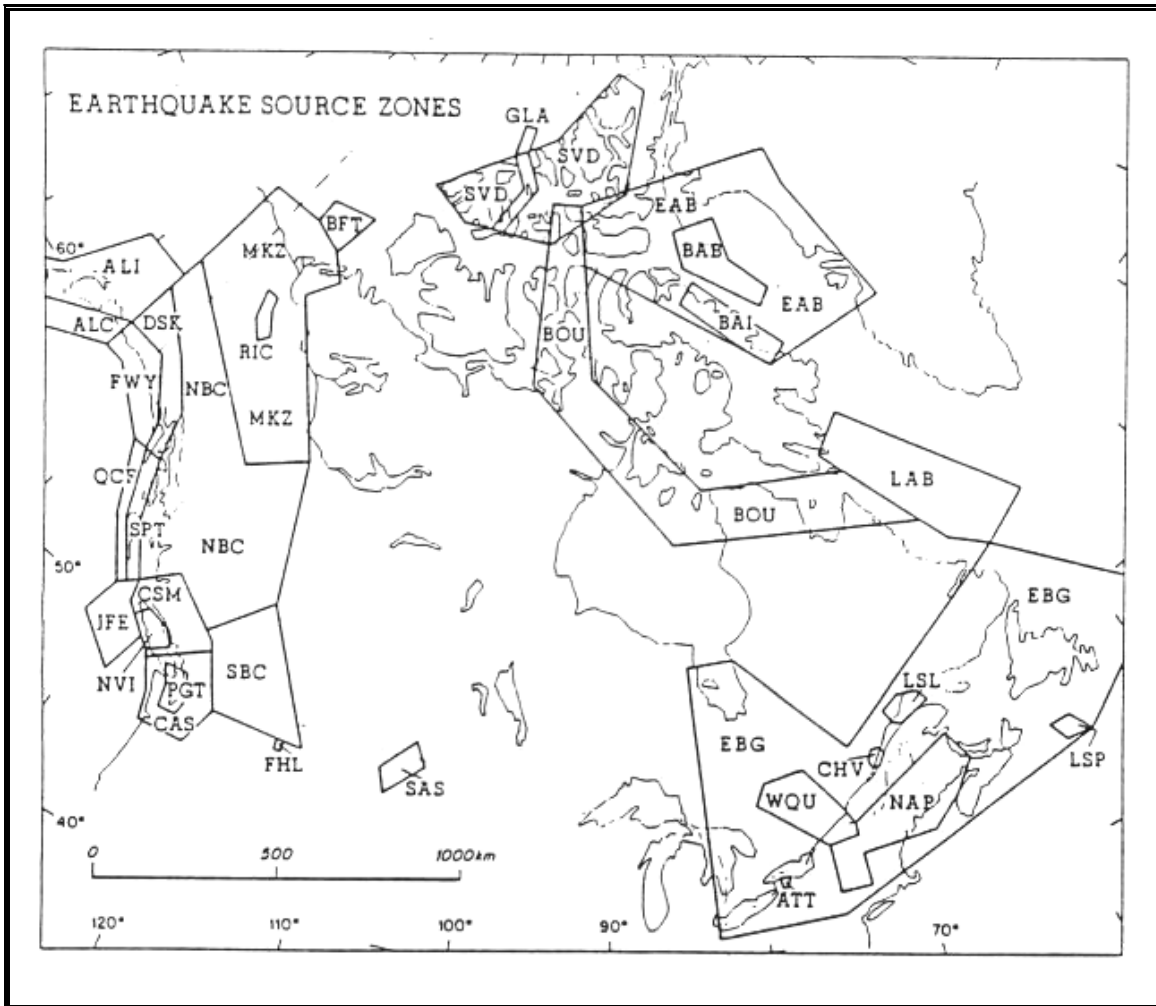 EARTHQUAKE SOURCE ZONES
GLA
SVD
SVD
EAB
BFT
MKZ
BAB
60°
ALI
EAB
ALC
DSK
BAI
BOU
RIC
FWY
NBC
MKZ
QCF
LAB
SPT
BOU
NBC
50°
CSM
EBG
JFE
SBC
NVI
PGT
LSL
CAS
EBG
FHL
CHV
LSP
SAS
WQU
NAP
40°
0 500 1000 km
ATT
120° 110° 100° 90° 70°